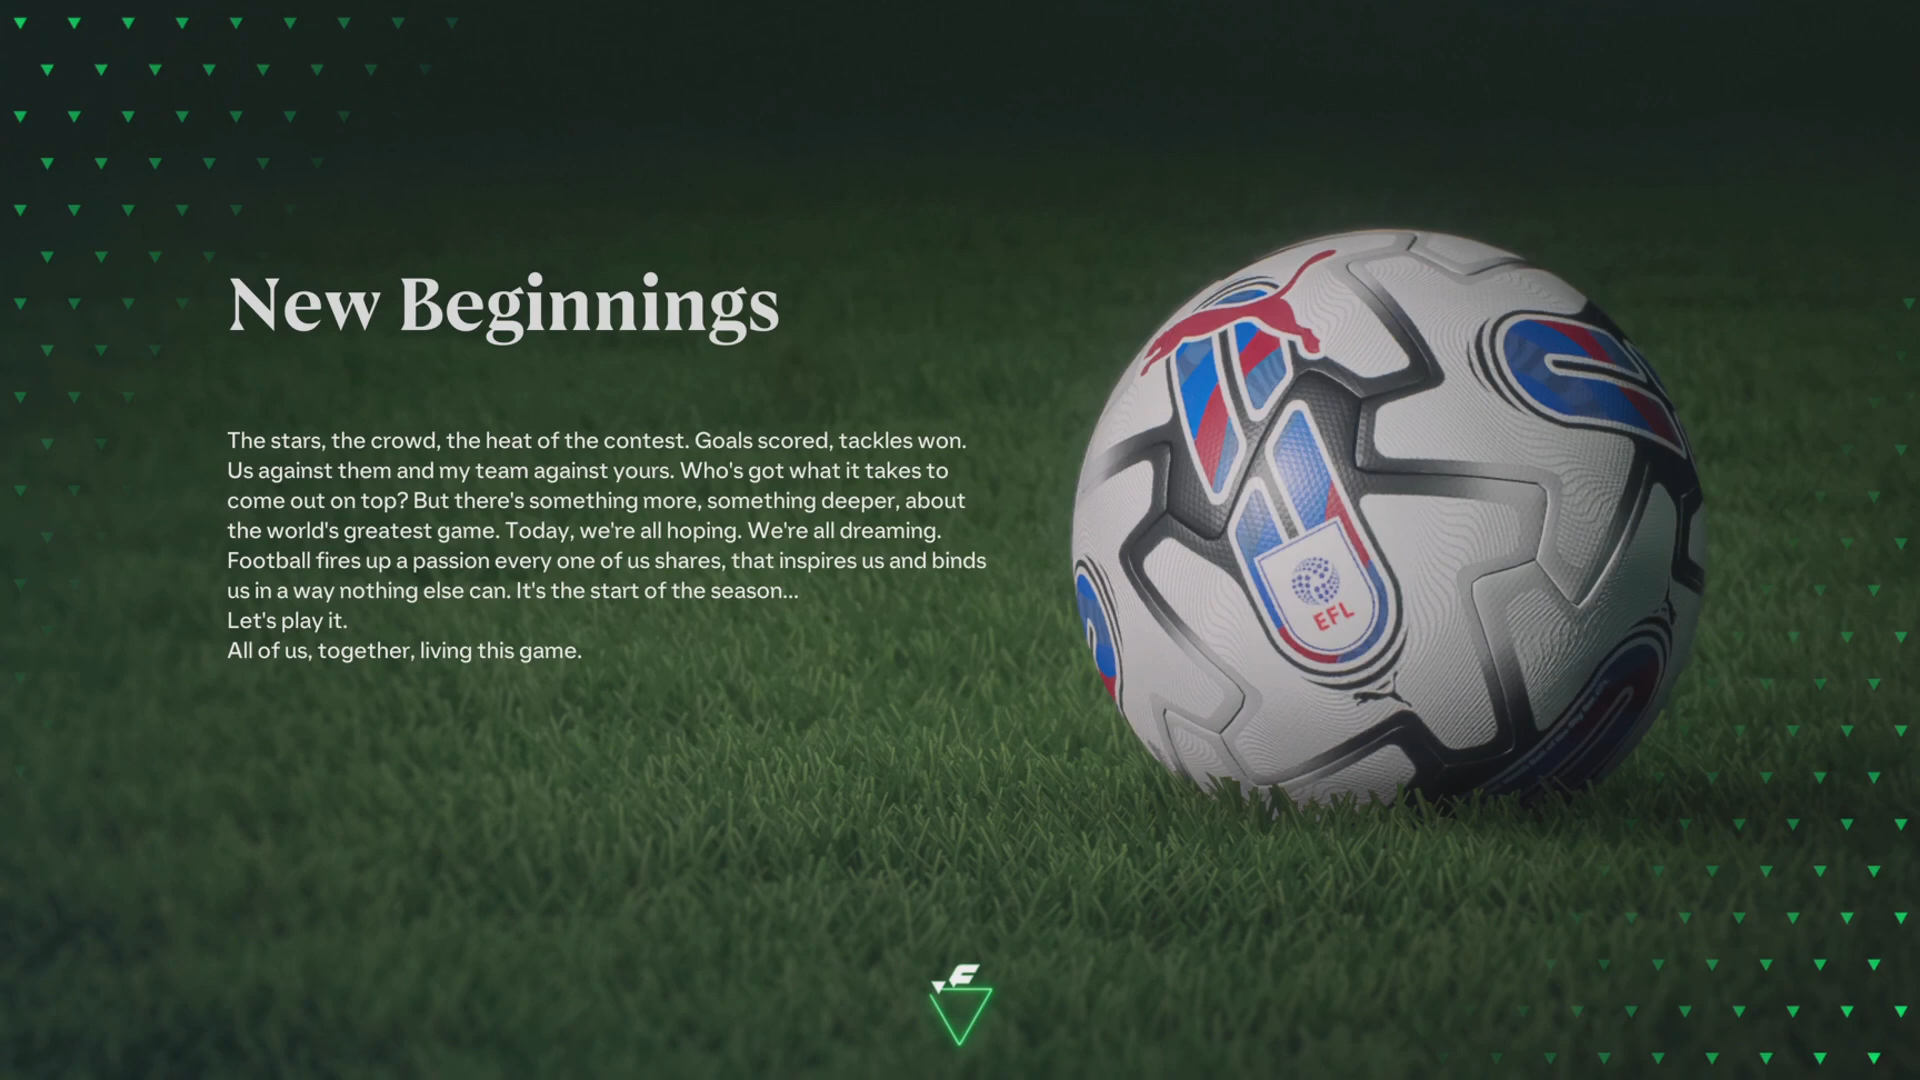 New Beginnings
The stars, the crowd, the heat of the contest. Goals scored, tackles won.
Us against them and my team against yours. Who's got what it takes to
come out on top? But there's something more, something deeper, about
the world's greatest game. Today, we're all hoping. We're all dreaming.
Football fires up a passion every one of us shares, that inspires us and binds
us in a way nothing else can. It's the start of the season...
Let's play it.
All of us, together, living this game.
EFL